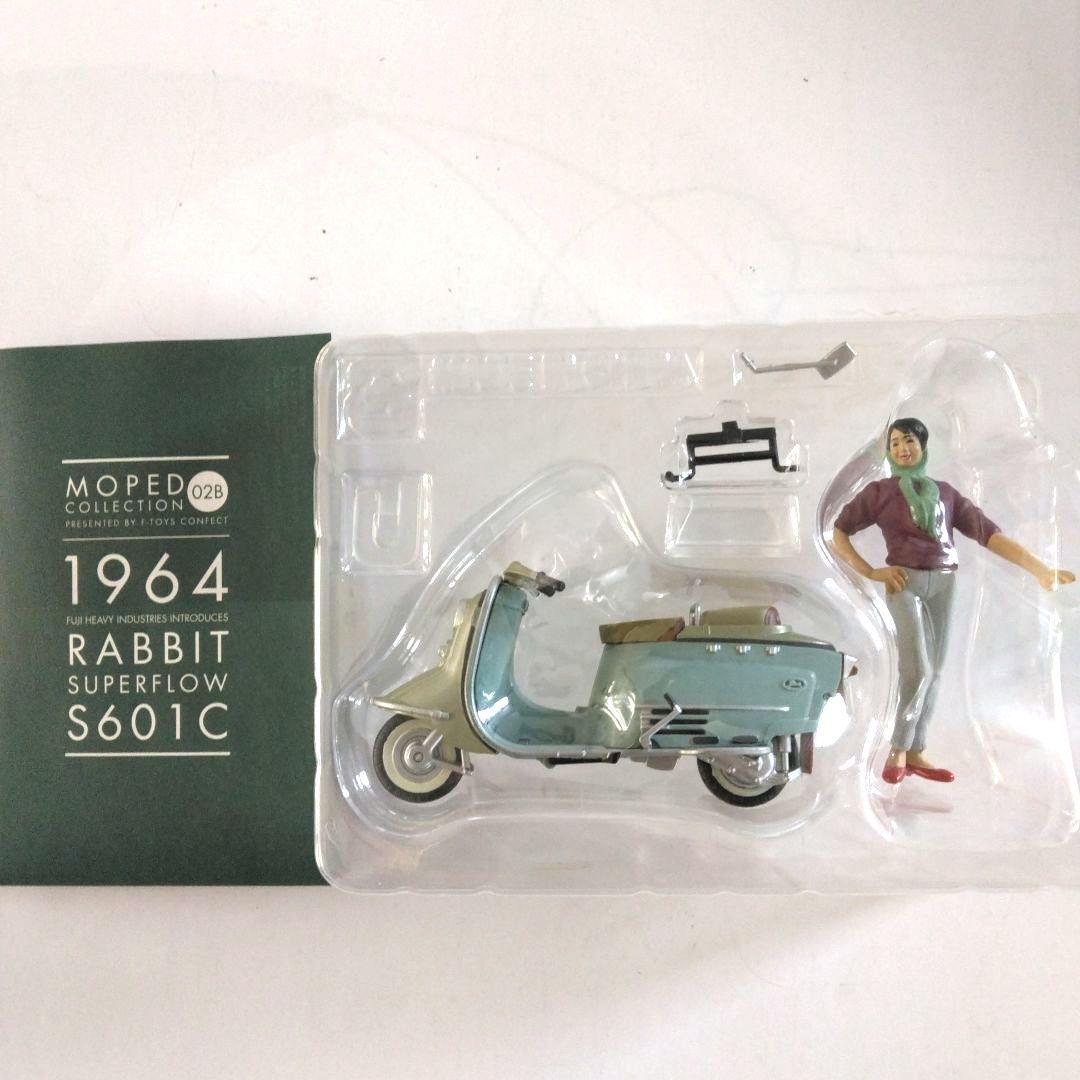 MOPED
COLLECTION 02B
PRESENTED BY F-TOYS CONFECT
1964
FUJI HEAVY INDUSTRIES INTRODUCES
RABBIT
SUPERFLOW
S601C